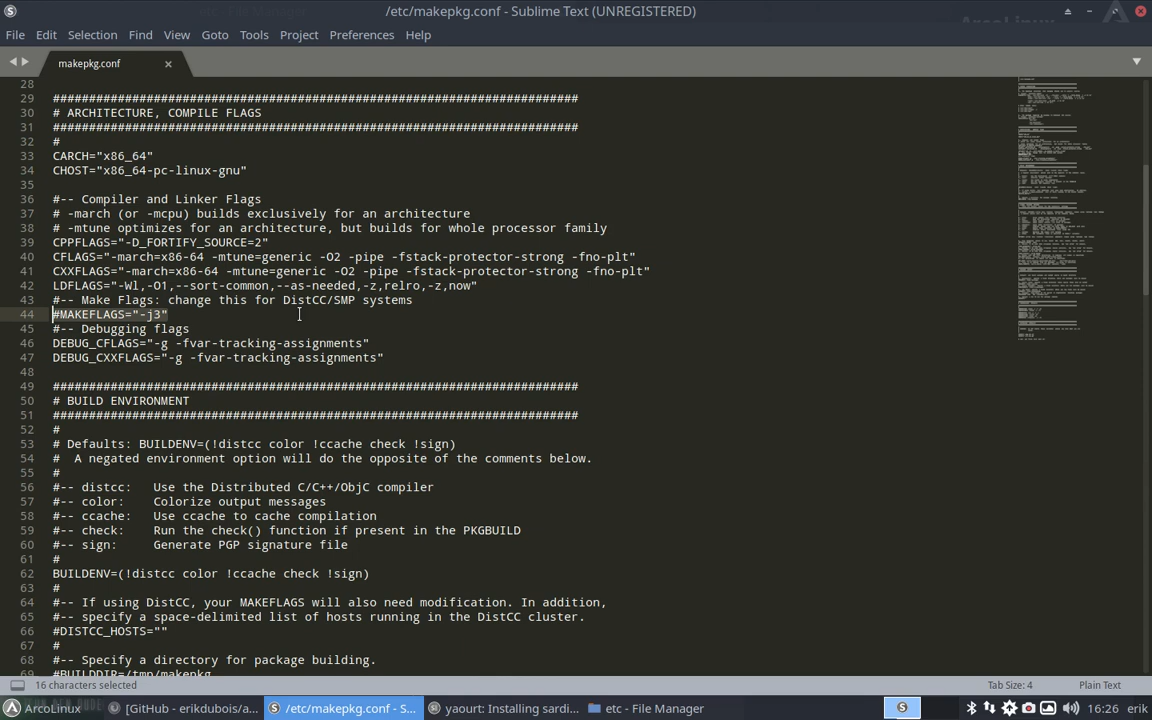 /etc/makepkg.conf - Sublime Text (UNREGISTERED)
File Edit Selection Find View Goto Tools Project Preferences Help
makepkg.conf
28
29 #########################################################################
30 # ARCHITECTURE, COMPILE FLAGS
31 #########################################################################
32 #
33 CARCH="x86_64"
34 CHOST="x86_64-pc-linux-gnu"
35
36 #-- Compiler and Linker Flags
37 # -march (or -mcpu) builds exclusively for an architecture
38 # -mtune optimizes for an architecture, but builds for whole processor family
39 CPPFLAGS="-D_FORTIFY_SOURCE=2"
40 CFLAGS="-march=x86-64 -mtune=generic -O2 -pipe -fstack-protector-strong -fno-plt"
41 CXXFLAGS="-march=x86-64 -mtune=generic -O2 -pipe -fstack-protector-strong -fno-plt"
42 LDFLAGS="-Wl,-O1,--sort-common,--as-needed,-z,relro,-z,now"
43 #-- Make Flags: change this for DistCC/SMP systems
44 #MAKEFLAGS="-j3"
45 #-- Debugging flags
46 DEBUG_CFLAGS="-g -fvar-tracking-assignments"
47 DEBUG_CXXFLAGS="-g -fvar-tracking-assignments"
48
49 #########################################################################
50 # BUILD ENVIRONMENT
51 #########################################################################
52 #
53 # Defaults: BUILDENV=(!distcc color !ccache check !sign)
54 #  A negated environment option will do the opposite of the comments below.
55 #
56 #-- distcc:   Use the Distributed C/C++/ObjC compiler
57 #-- color:    Colorize output messages
58 #-- ccache:   Use ccache to cache compilation
59 #-- check:    Run the check() function if present in the PKGBUILD
60 #-- sign:     Generate PGP signature file
61 #
62 BUILDENV=(!distcc color !ccache check !sign)
63 #
64 #-- If using DistCC, your MAKEFLAGS will also need modification. In addition,
65 #-- specify a space-delimited list of hosts running in the DistCC cluster.
66 #DISTCC_HOSTS=""
67 #
68 #-- Specify a directory for package building.
69 #BUILDDIR=/tmp/makepkg
16 characters selected Tab Size: 4 Plain Text
ArcoLinux [GitHub - erikdubois/a... /etc/makepkg.conf - S... yaourt: Installing sardi... etc - File Manager 16:26 erik